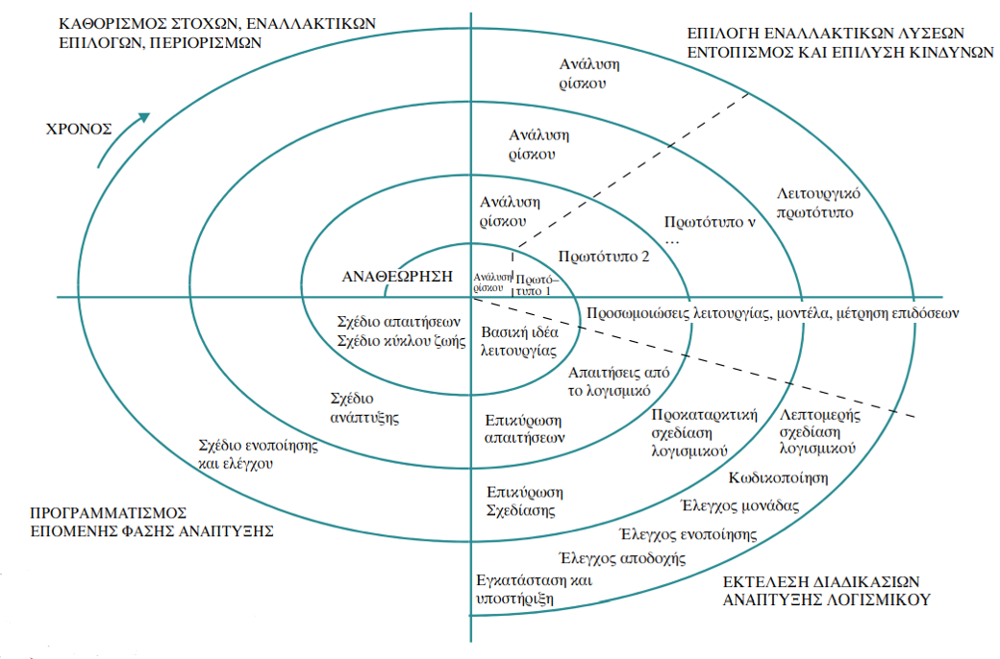 ΚΑΘΟΡΙΣΜΟΣ ΣΤΟΧΩΝ, ΕΝΑΛΛΑΚΤΙΚΩΝ
ΕΠΙΛΟΓΩΝ, ΠΕΡΙΟΡΙΣΜΩΝ
ΕΠΙΛΟΓΗ ΕΝΑΛΛΑΚΤΙΚΩΝ ΛΥΣΕΩΝ
ΕΝΤΟΠΙΣΜΟΣ ΚΑΙ ΕΠΙΛΥΣΗ ΚΙΝΔΥΝΩΝ
ΧΡΟΝΟΣ
Ανάλυση
ρίσκου
Ανάλυση
ρίσκου
Ανάλυση
ρίσκου
Λειτουργικό
πρωτότυπο
Πρωτότυπο ν
...
Πρωτότυπο 2
ΑΝΑΘΕΩΡΗΣΗ
Ανάλυση
ρίσκου
Πρωτό–
τυπο 1
Προσωμοιώσεις λειτουργίας, μοντέλα, μέτρηση επιδόσεων
Σχέδιο απαιτήσεων
Σχέδιο κύκλου ζωής
Βασική ιδέα
λειτουργίας
Απαιτήσεις από
το λογισμικό
Σχέδιο
ανάπτυξης
Επικύρωση
απαιτήσεων
Προκαταρκτική
σχεδίαση
λογισμικού
Λεπτομερής
σχεδίαση
λογισμικού
Σχέδιο ενοποίησης
και ελέγχου
Κωδικοποίηση
Επικύρωση
Σχεδίασης
Έλεγχος μονάδας
Έλεγχος ενοποίησης
Έλεγχος αποδοχής
Εγκατάσταση και
υποστήριξη
ΠΡΟΓΡΑΜΜΑΤΙΣΜΟΣ
ΕΠΟΜΕΝΗΣ ΦΑΣΗΣ ΑΝΑΠΤΥΞΗΣ
ΕΚΤΕΛΕΣΗ ΔΙΑΔΙΚΑΣΙΩΝ
ΑΝΑΠΤΥΞΗΣ ΛΟΓΙΣΜΙΚΟΥ